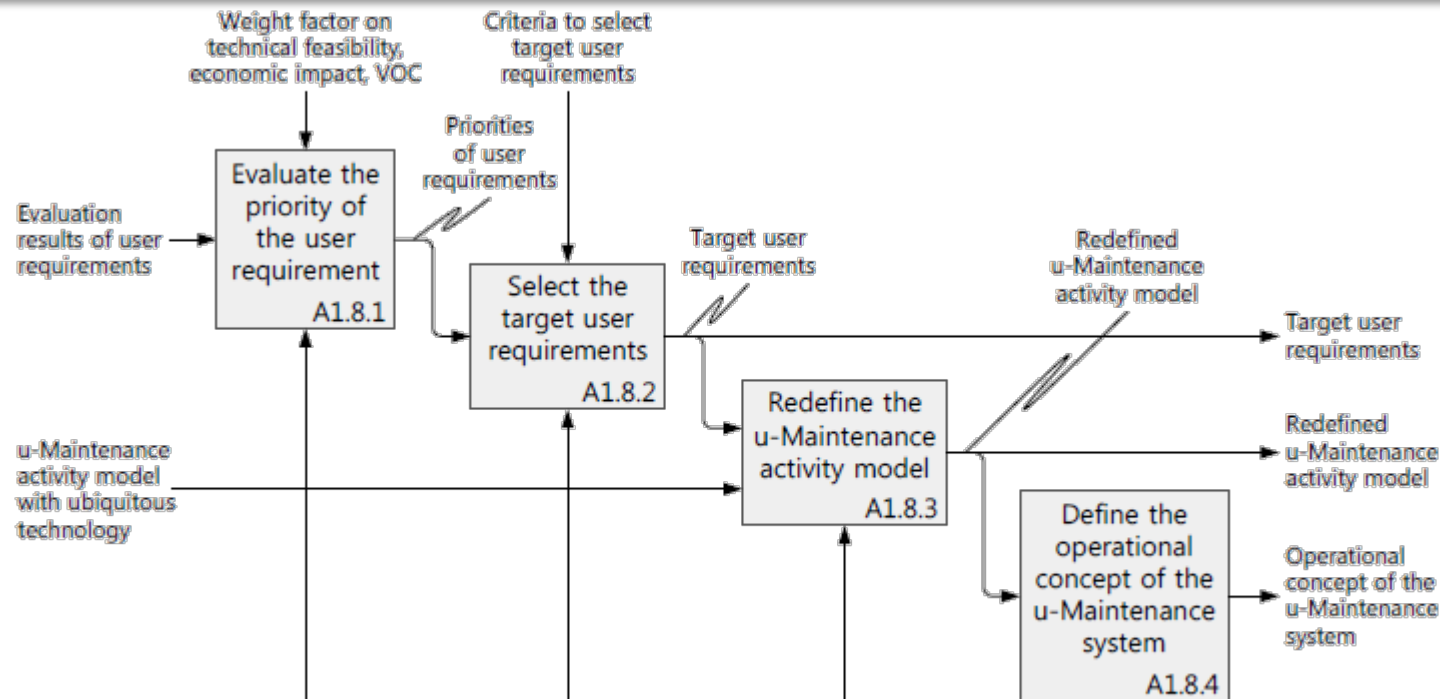 Weight factor on
technical feasibility,
economic impact, VOC
Criteria to select
target user
requirements
Priorities
of user
requirements
Evaluate the
priority of
the user
requirement
A1.8.1
Evaluation
results of user
requirements
Target user
requirements
Redefined
u-Maintenance
activity model
Select the
target user
requirements
A1.8.2
Target user
requirements
Redefine the
u-Maintenance
activity model
A1.8.3
Redefined
u-Maintenance
activity model
u-Maintenance
activity model
with ubiquitous
technology
Define the
operational
concept of the
u-Maintenance
system
A1.8.4
Operational
concept of the
u-Maintenance
system